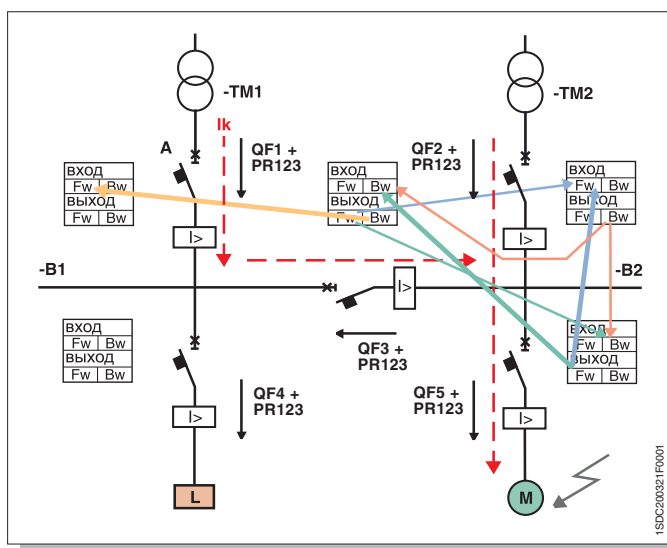 -TM1
-TM2
Ik
A
QF1 +
PR123
QF2 +
PR123
ВХОД
Fw Bw
ВЫХОД
Fw Bw
ВХОД
Fw Bw
ВЫХОД
Fw Bw
ВХОД
Fw Bw
ВЫХОД
Fw Bw
I>
I>
-B1
-B2
I>
ВХОД
Fw Bw
ВЫХОД
Fw Bw
ВХОД
Fw Bw
ВЫХОД
Fw Bw
QF3 +
PR123
QF4 +
PR123
QF5 +
PR123
I>
I>
L
M
1SDC200321F0001